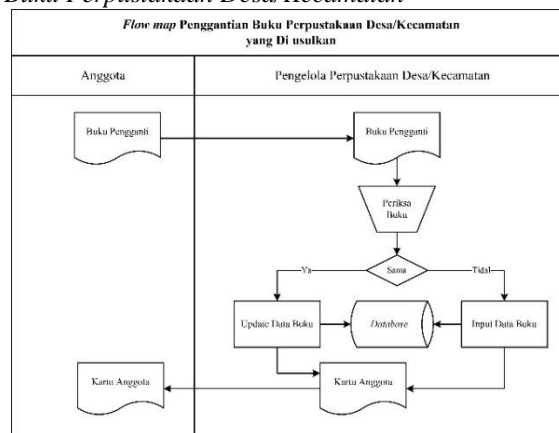 Buku Perpustakaan Desa/Kecamatan
Flow map Penggantian Buku Perpustakaan Desa/Kecamatan
yang Di usulkan
Anggota
Pengelola Perpustakaan Desa/Kecamatan
Buku Pengganti
Buku Pengganti
Periksa
Buku
Ya
Sama
Tidal
Update Data Buku
Database
Input Data Buku
Kartu Anggota
Kartu Anggota